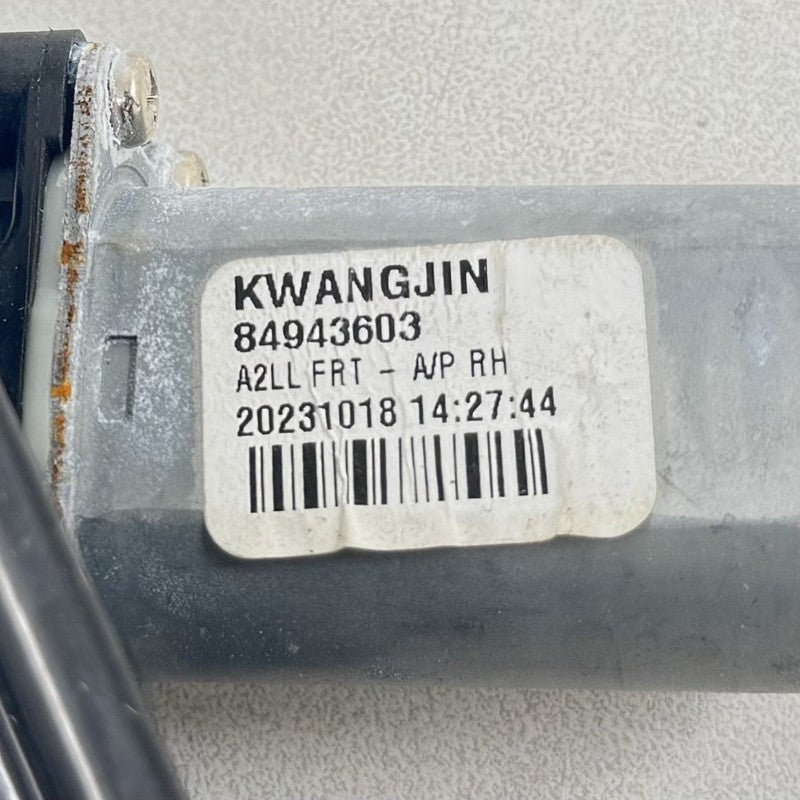 KWANGJIN
84943603
A2LL FRT - A/P RH
20231018 14:27:44